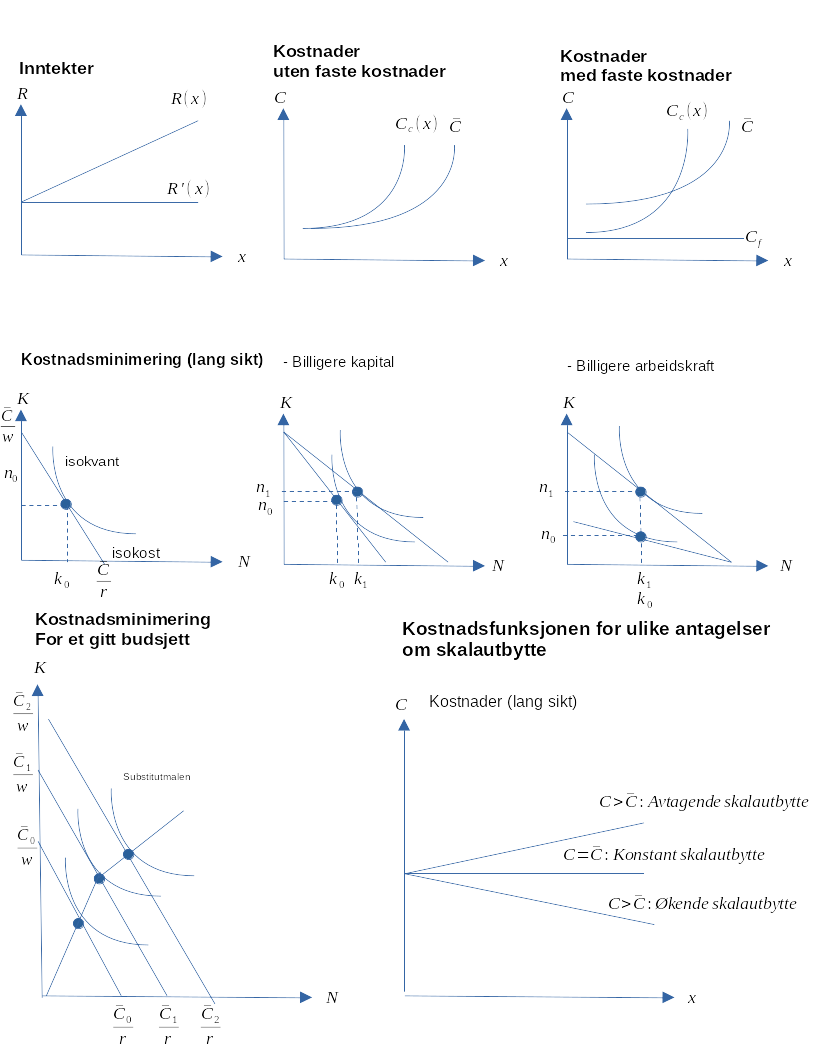 Inntekter
R
R(x)
R'(x)
x
Kostnader
uten faste kostnader
C
C_c(x)
C̄
x
Kostnader
med faste kostnader
C
C_c(x)
C̄
C_f
x
Kostnadsminimering (lang sikt)
K
C̄/w
n_0
isokvant
isokost
N
k_0
C̄/r
- Billigere kapital
K
n_1
n_0
N
k_0
k_1
- Billigere arbeidskraft
K
n_1
n_0
N
k_1
k_0
Kostnadsminimering
For et gitt budsjett
K
C̄_2/w
C̄_1/w
Substitutmalen
C̄_0/w
N
C̄_0/r
C̄_1/r
C̄_2/r
Kostnadsfunksjonen for ulike antagelser
om skalautbytte
C
Kostnader (lang sikt)
C>C̄: Avtagende skalautbytte
C=C̄: Konstant skalautbytte
C>C̄: Økende skalautbytte
x